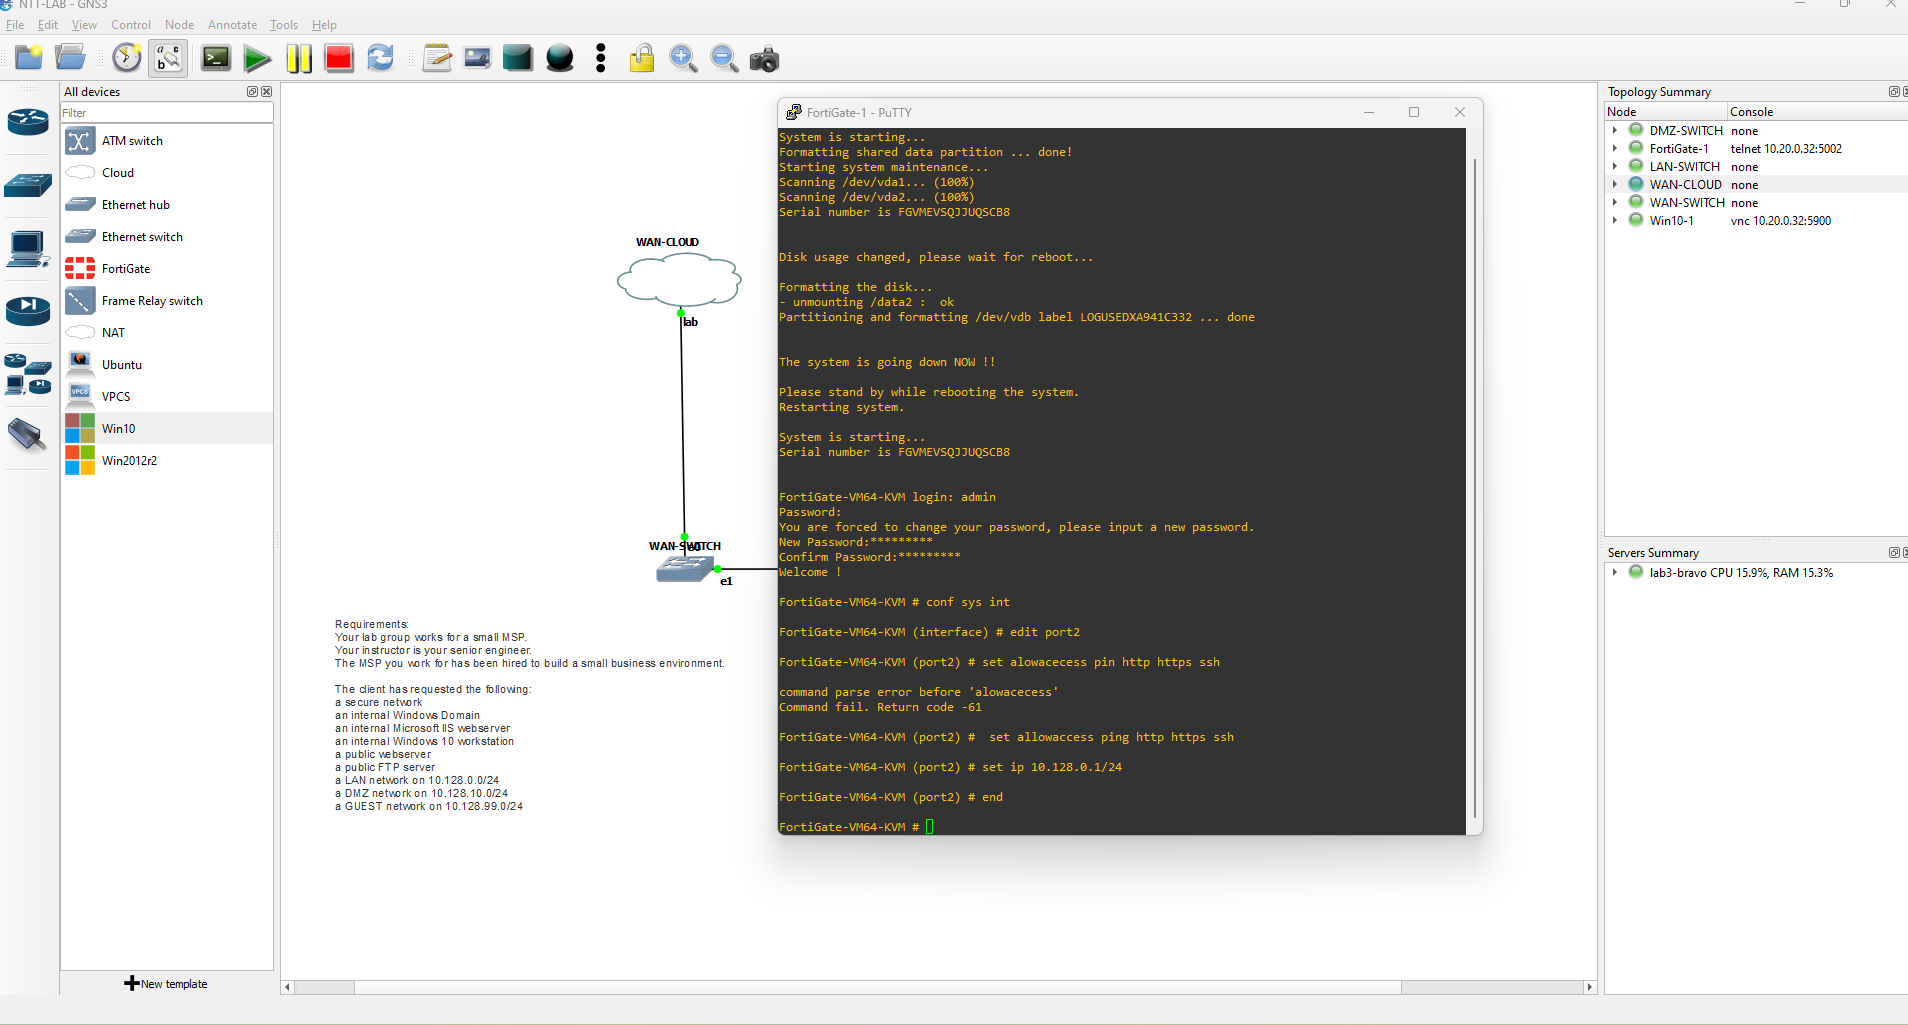 NTT-LAB - GNS3
File Edit View Control Node Annotate Tools Help
All devices
Filter
ATM switch
Cloud
Ethernet hub
Ethernet switch
FortiGate
Frame Relay switch
NAT
Ubuntu
VPCS
VPCS
Win10
Win2012r2
New template
WAN-CLOUD
lab
WAN-SWITCH
e0
e1
Requirements:
Your lab group works for a small MSP.
Your instructor is your senior engineer.
The MSP you work for has been hired to build a small business environment.
The client has requested the following:
a secure network
an internal Windows Domain
an internal Microsoft IIS webserver
an internal Windows 10 workstation
a public webserver
a public FTP server
a LAN network on 10.128.0.0/24
a DMZ network on 10.128.10.0/24
a GUEST network on 10.128.99.0/24
FortiGate-1 - PuTTY
System is starting...
Formatting shared data partition ... done!
Starting system maintenance...
Scanning /dev/vda1... (100%)
Scanning /dev/vda2... (100%)
Serial number is FGVMEVSQJJUQSCB8
Disk usage changed, please wait for reboot...
Formatting the disk...
- unmounting /data2 :  ok
Partitioning and formatting /dev/vdb label LOGUSEDXA941C332 ... done
The system is going down NOW !!
Please stand by while rebooting the system.
Restarting system.
System is starting...
Serial number is FGVMEVSQJJUQSCB8
FortiGate-VM64-KVM login: admin
Password:
You are forced to change your password, please input a new password.
New Password:*********
Confirm Password:*********
Welcome !
FortiGate-VM64-KVM # conf sys int
FortiGate-VM64-KVM (interface) # edit port2
FortiGate-VM64-KVM (port2) # set alowacecess pin http https ssh
command parse error before 'alowacecess'
Command fail. Return code -61
FortiGate-VM64-KVM (port2) #  set allowaccess ping http https ssh
FortiGate-VM64-KVM (port2) # set ip 10.128.0.1/24
FortiGate-VM64-KVM (port2) # end
FortiGate-VM64-KVM #
Topology Summary
Node Console
DMZ-SWITCH none
FortiGate-1 telnet 10.20.0.32:5002
LAN-SWITCH none
WAN-CLOUD none
WAN-SWITCH none
Win10-1 vnc 10.20.0.32:5900
Servers Summary
lab3-bravo CPU 15.9%, RAM 15.3%